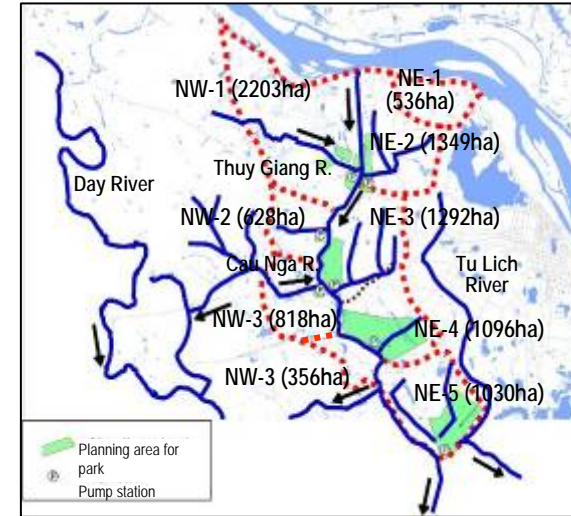 NW-1 (2203ha)
NE-1
(536ha)
NE-2 (1349ha)
Thuy Giang R.
Day River
NW-2 (628ha)
NE-3 (1292ha)
Cau Nga R.
Tu Lich
River
NW-3 (818ha)
NE-4 (1096ha)
NW-3 (356ha)
NE-5 (1030ha)
Planning area for
park
P
Pump station